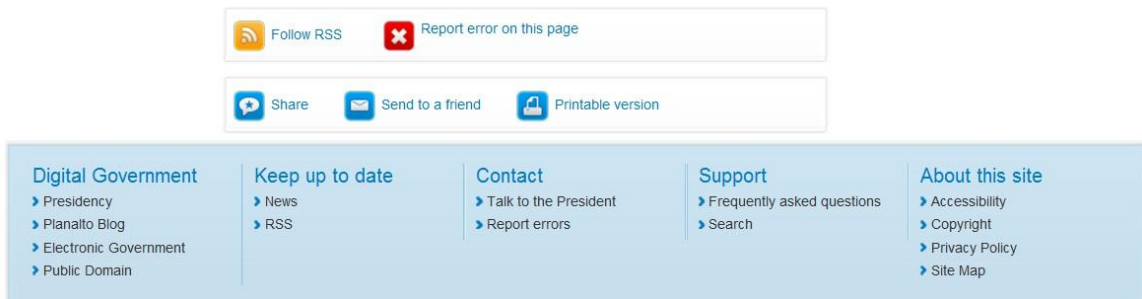 Follow RSS
Report error on this page
Share
Send to a friend
Printable version
Digital Government
Presidency
Planalto Blog
Electronic Government
Public Domain
Keep up to date
News
RSS
Contact
Talk to the President
Report errors
Support
Frequently asked questions
Search
About this site
Accessibility
Copyright
Privacy Policy
Site Map